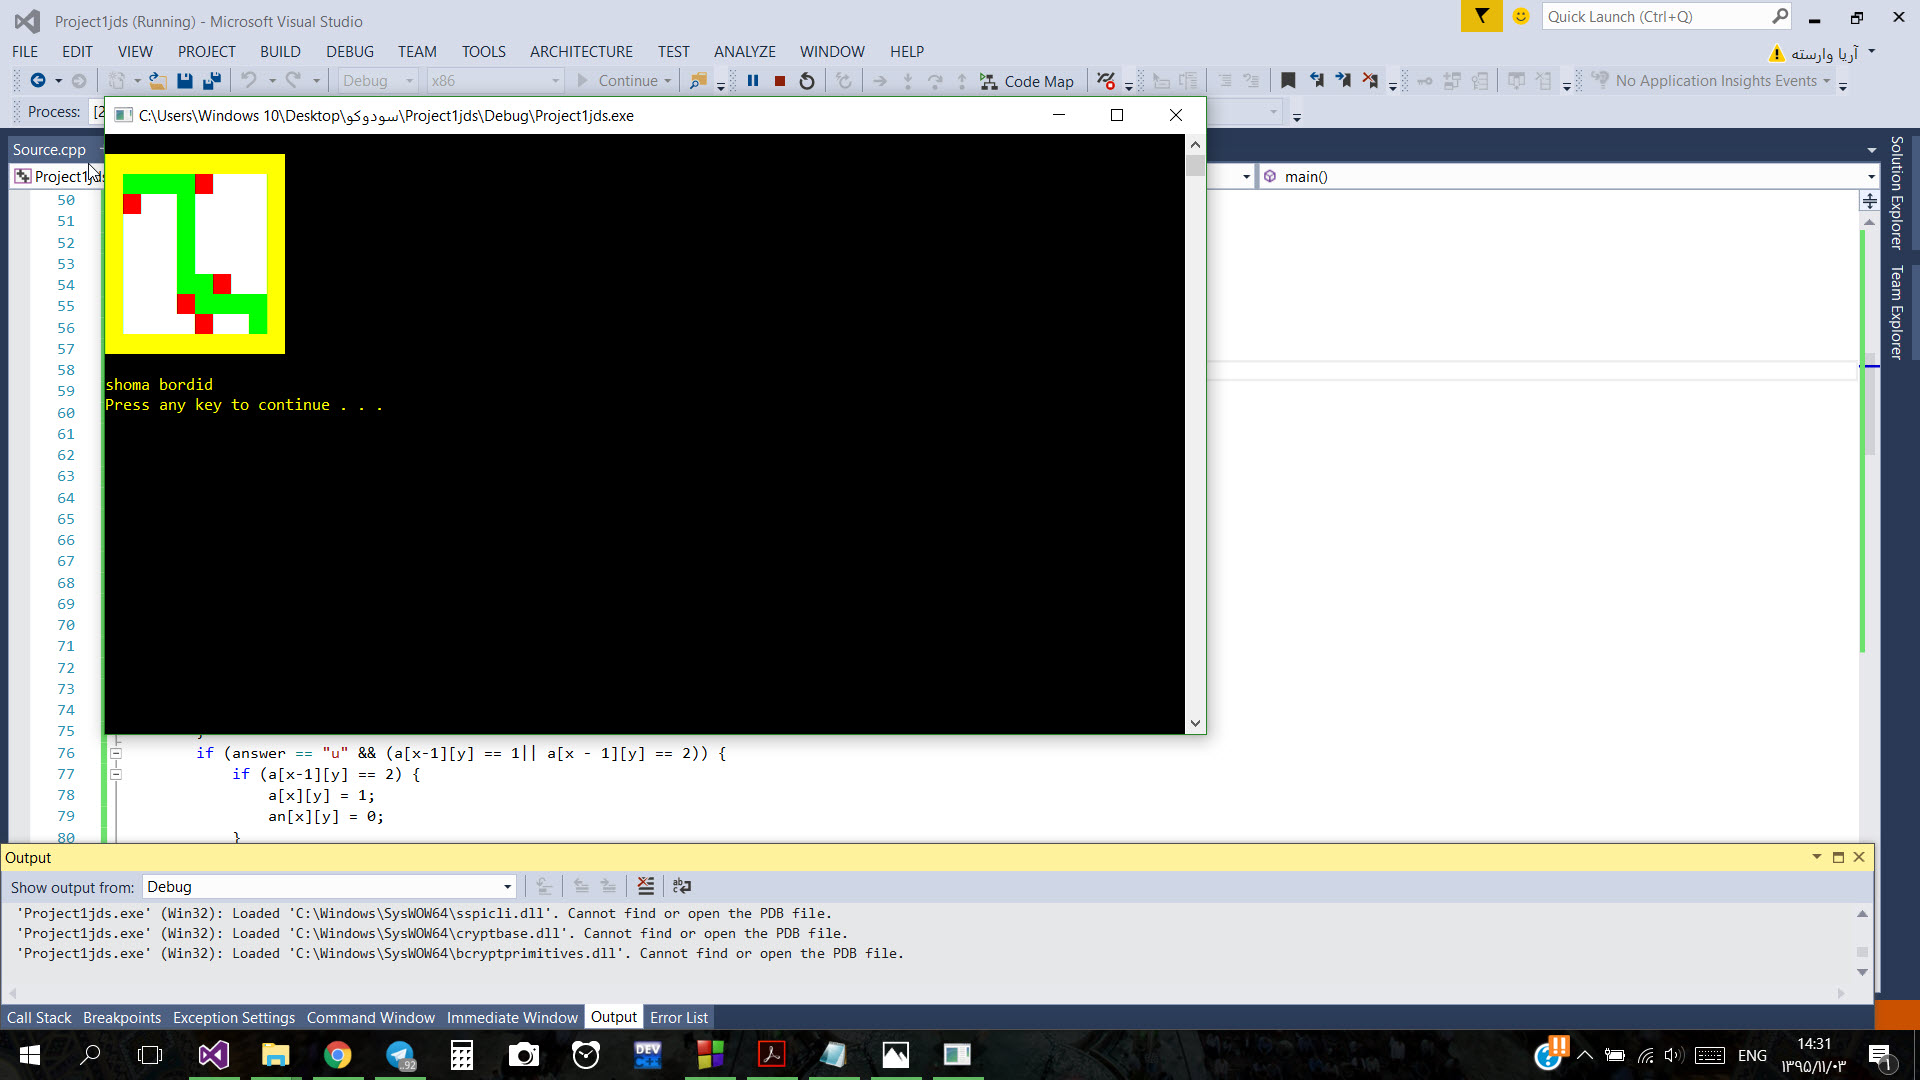 Project1jds (Running) - Microsoft Visual Studio
Quick Launch (Ctrl+Q)
FILE EDIT VIEW PROJECT BUILD DEBUG TEAM TOOLS ARCHITECTURE TEST ANALYZE WINDOW HELP
آریا وارسته
Debug x86 Continue Code Map No Application Insights Events
Process: [2
C:\Users\Windows 10\Desktop\سودوکو\Project1jds\Debug\Project1jds.exe
Source.cpp
Project1jds
main()
Solution Explorer
Team Explorer
shoma bordid
Press any key to continue . . .
50
51
52
53
54
55
56
57
58
59
60
61
62
63
64
65
66
67
68
69
70
71
72
73
74
75
76 if (answer == "u" && (a[x-1][y] == 1|| a[x - 1][y] == 2)) {
77 if (a[x-1][y] == 2) {
78 a[x][y] = 1;
79 an[x][y] = 0;
80 }
Output
Show output from: Debug
'Project1jds.exe' (Win32): Loaded 'C:\Windows\SysWOW64\sspicli.dll'. Cannot find or open the PDB file.
'Project1jds.exe' (Win32): Loaded 'C:\Windows\SysWOW64\cryptbase.dll'. Cannot find or open the PDB file.
'Project1jds.exe' (Win32): Loaded 'C:\Windows\SysWOW64\bcryptprimitives.dll'. Cannot find or open the PDB file.
Call Stack Breakpoints Exception Settings Command Window Immediate Window Output Error List
DEV
92
ENG
14:31
۱۳۹۵/۱۱/۰۳
1